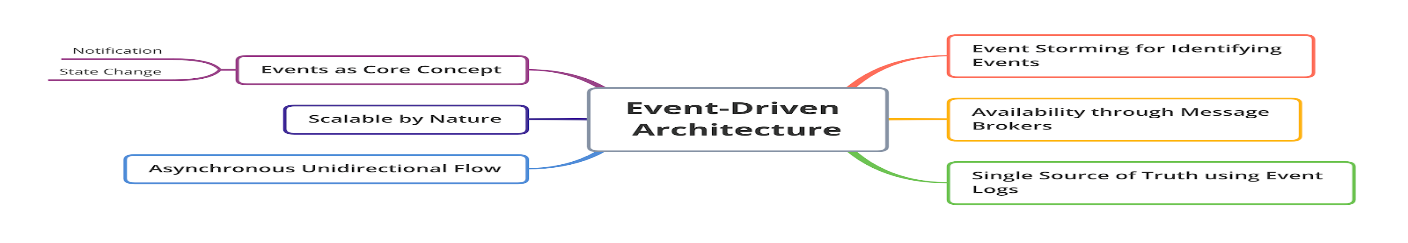 Notification
State Change
Events as Core Concept
Scalable by Nature
Asynchronous Unidirectional Flow
Event-Driven
Architecture
Event Storming for Identifying
Events
Availability through Message
Brokers
Single Source of Truth using Event
Logs